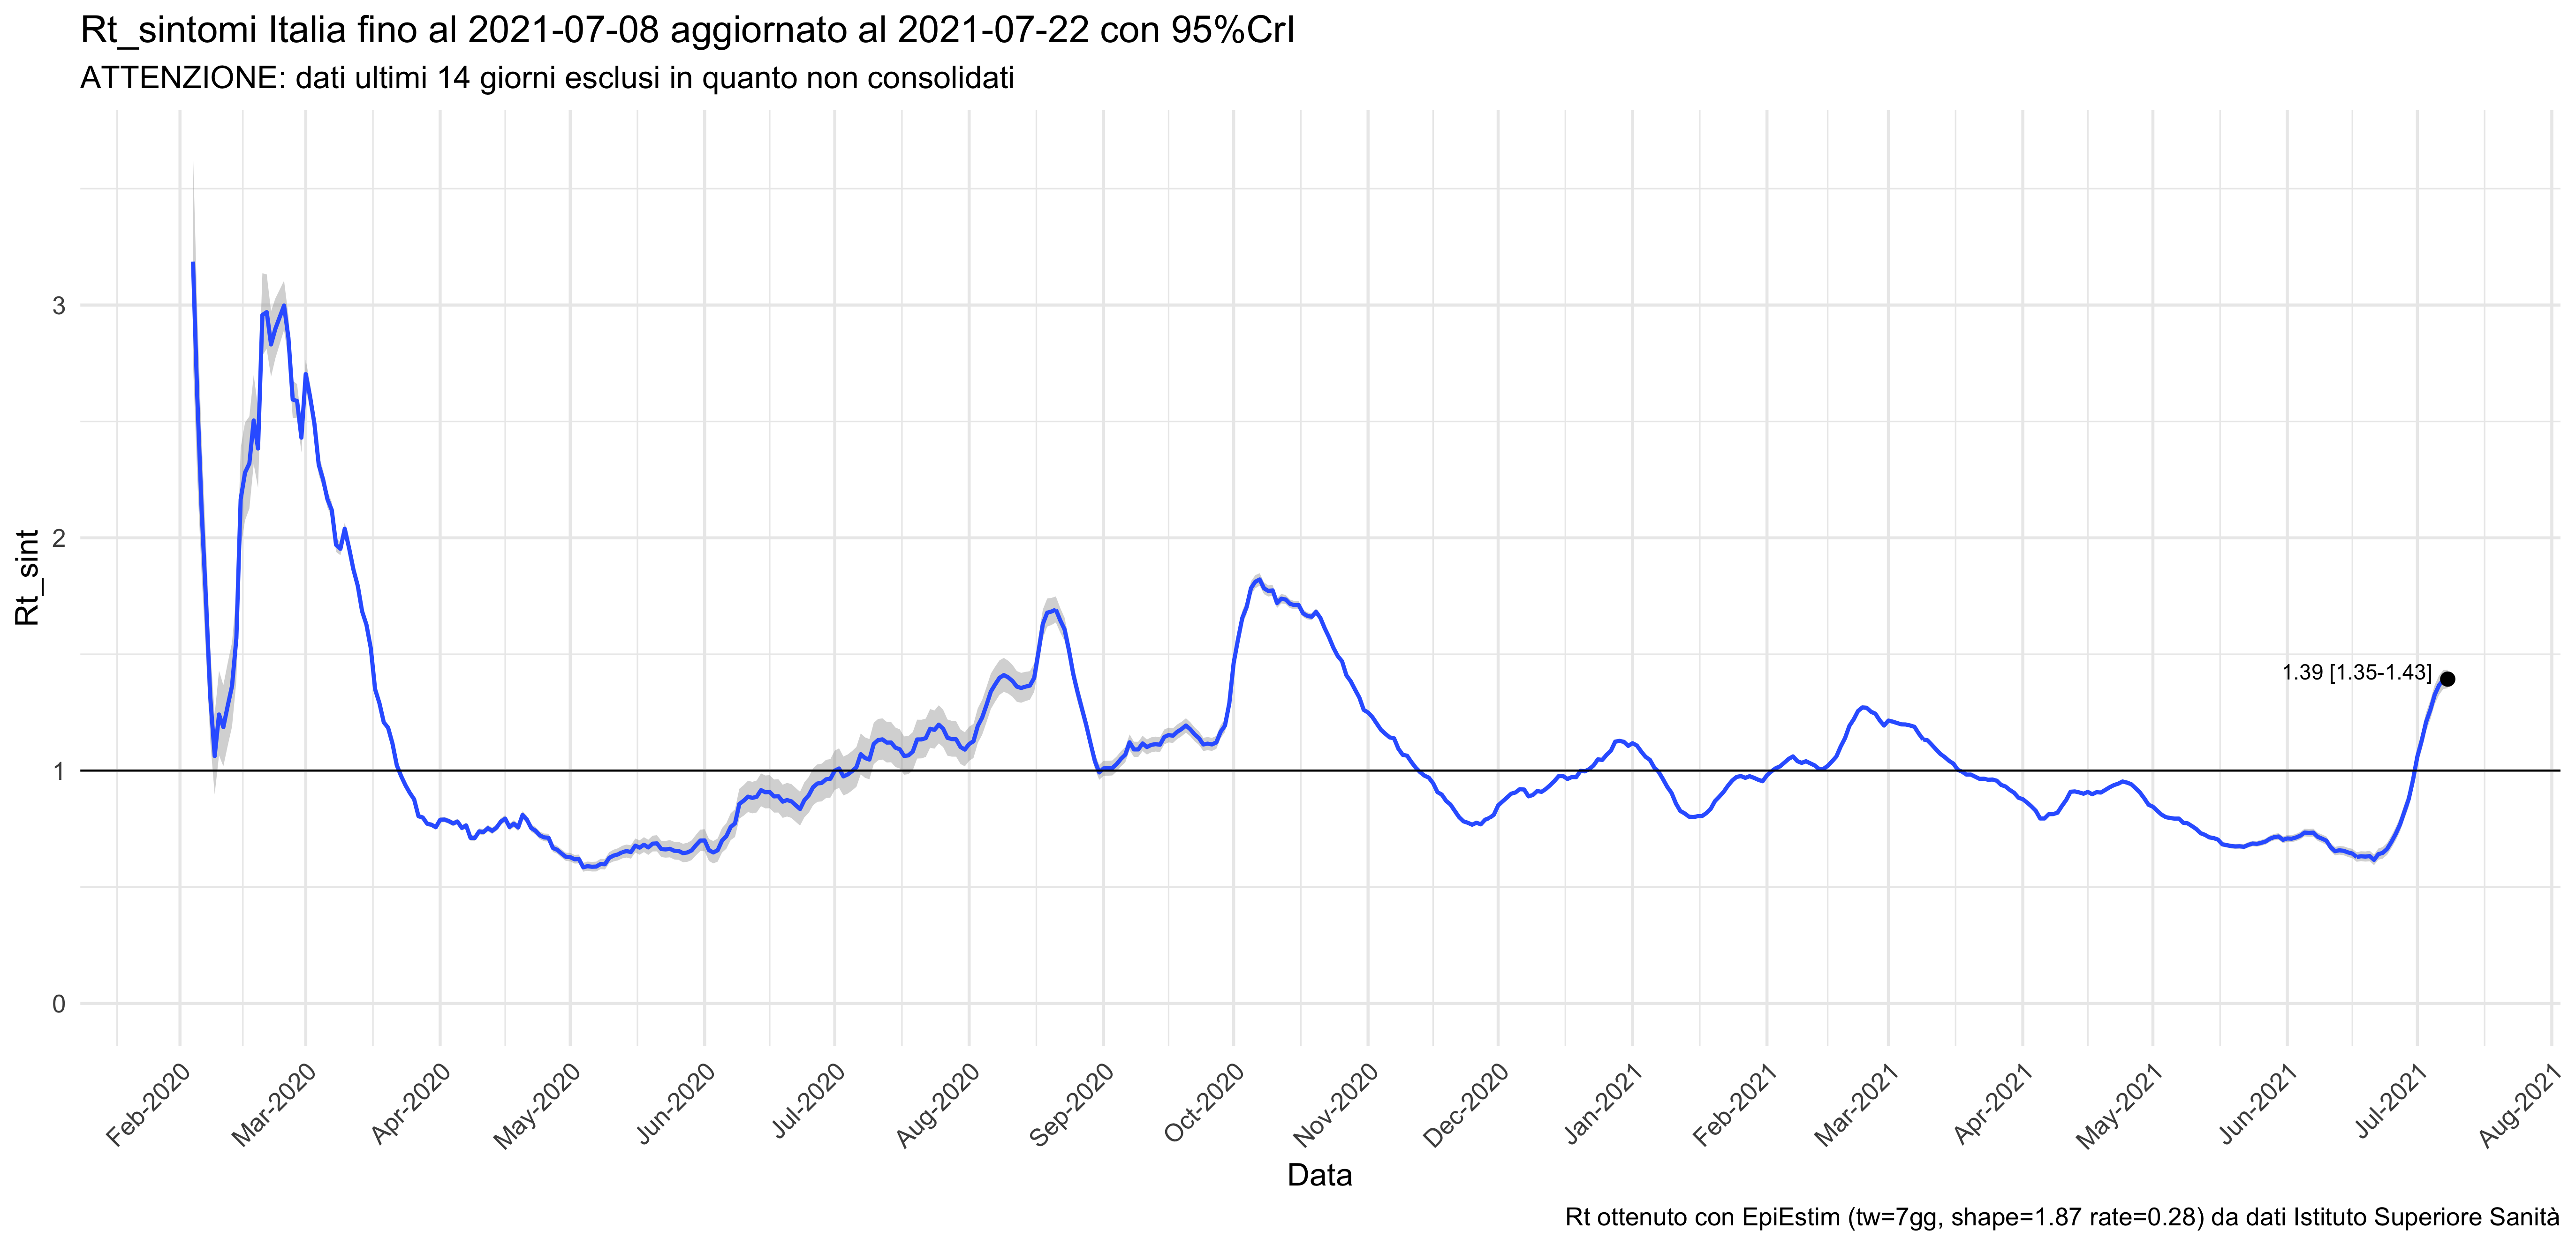 Rt_sintomi Italia fino al 2021-07-08 aggiornato al 2021-07-22 con 95%CrI
ATTENZIONE: dati ultimi 14 giorni esclusi in quanto non consolidati
Rt_sint
3
2
1
0
1.39 [1.35-1.43]
Feb-2020
Mar-2020
Apr-2020
May-2020
Jun-2020
Jul-2020
Aug-2020
Sep-2020
Oct-2020
Nov-2020
Dec-2020
Jan-2021
Feb-2021
Mar-2021
Apr-2021
May-2021
Jun-2021
Jul-2021
Aug-2021
Data
Rt ottenuto con EpiEstim (tw=7gg, shape=1.87 rate=0.28) da dati Istituto Superiore Sanità